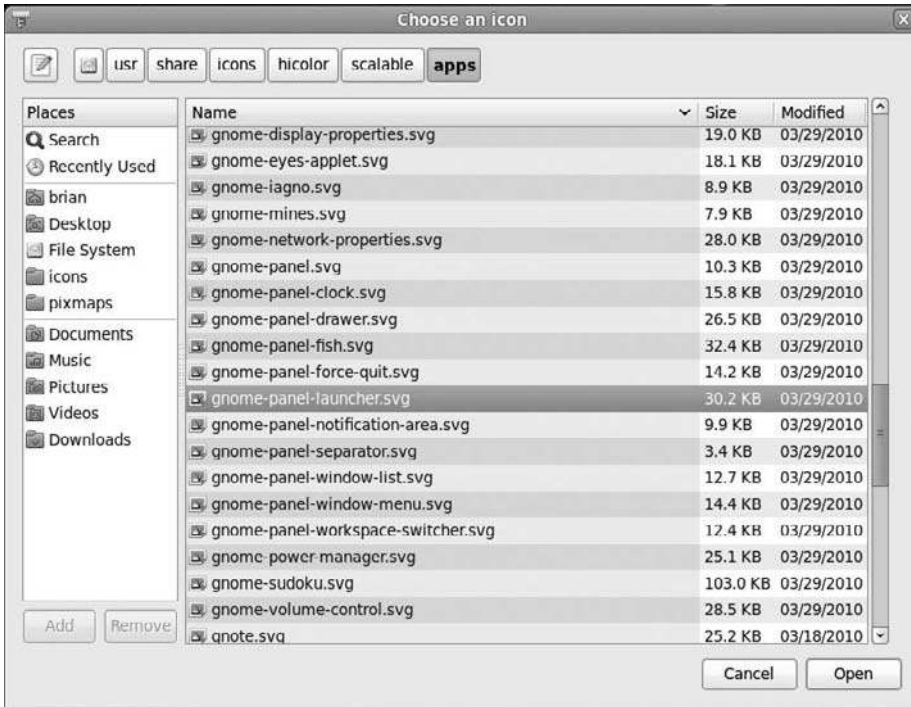 Choose an icon
usr share icons hicolor scalable apps
Places
Search
Recently Used
brian
Desktop
File System
icons
pixmaps
Documents
Music
Pictures
Videos
Downloads
Add Remove
Name Size Modified
gnome-display-properties.svg 19.0 KB 03/29/2010
gnome-eyes-applet.svg 18.1 KB 03/29/2010
gnome-iagno.svg 8.9 KB 03/29/2010
gnome-mines.svg 7.9 KB 03/29/2010
gnome-network-properties.svg 28.0 KB 03/29/2010
gnome-panel.svg 10.3 KB 03/29/2010
gnome-panel-clock.svg 15.8 KB 03/29/2010
gnome-panel-drawer.svg 26.5 KB 03/29/2010
gnome-panel-fish.svg 32.4 KB 03/29/2010
gnome-panel-force-quit.svg 14.2 KB 03/29/2010
gnome-panel-launcher.svg 30.2 KB 03/29/2010
gnome-panel-notification-area.svg 9.9 KB 03/29/2010
gnome-panel-separator.svg 3.4 KB 03/29/2010
gnome-panel-window-list.svg 12.7 KB 03/29/2010
gnome-panel-window-menu.svg 14.4 KB 03/29/2010
gnome-panel-workspace-switcher.svg 12.4 KB 03/29/2010
gnome-power-manager.svg 25.1 KB 03/29/2010
gnome-sudoku.svg 103.0 KB 03/29/2010
gnome-volume-control.svg 28.5 KB 03/29/2010
gnote.svg 25.2 KB 03/18/2010
Cancel Open